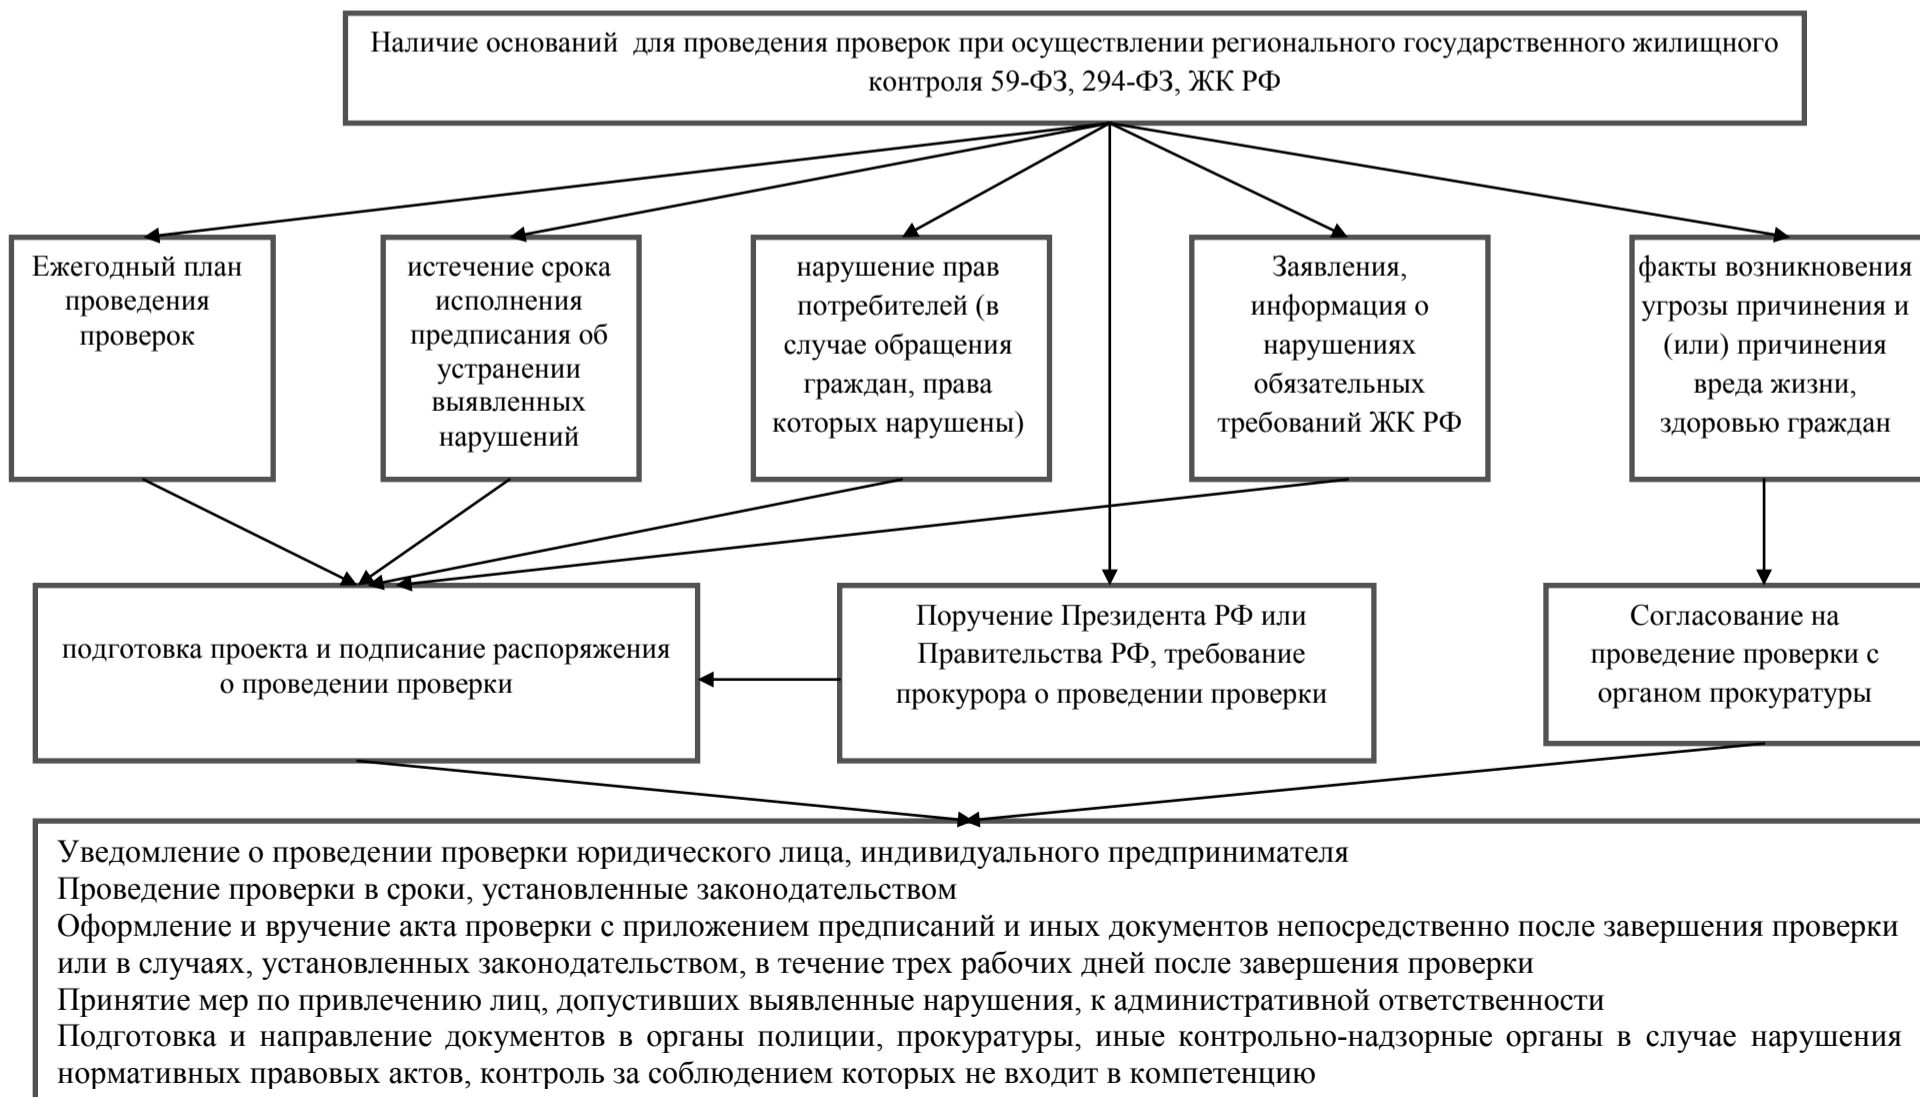 Наличие оснований для проведения проверок при осуществлении регионального государственного жилищного
контроля 59-ФЗ, 294-ФЗ, ЖК РФ
Ежегодный план
проведения
проверок
истечение срока
исполнения
предписания об
устранении
выявленных
нарушений
нарушение прав
потребителей (в
случае обращения
граждан, права
которых нарушены)
Заявления,
информация о
нарушениях
обязательных
требований ЖК РФ
факты возникновения
угрозы причинения и
(или) причинения
вреда жизни,
здоровью граждан
подготовка проекта и подписание распоряжения
о проведении проверки
Поручение Президента РФ или
Правительства РФ, требование
прокурора о проведении проверки
Согласование на
проведение проверки с
органом прокуратуры
Уведомление о проведении проверки юридического лица, индивидуального предпринимателя
Проведение проверки в сроки, установленные законодательством
Оформление и вручение акта проверки с приложением предписаний и иных документов непосредственно после завершения проверки
или в случаях, установленных законодательством, в течение трех рабочих дней после завершения проверки
Принятие мер по привлечению лиц, допустивших выявленные нарушения, к административной ответственности
Подготовка и направление документов в органы полиции, прокуратуры, иные контрольно-надзорные органы в случае нарушения
нормативных правовых актов, контроль за соблюдением которых не входит в компетенцию